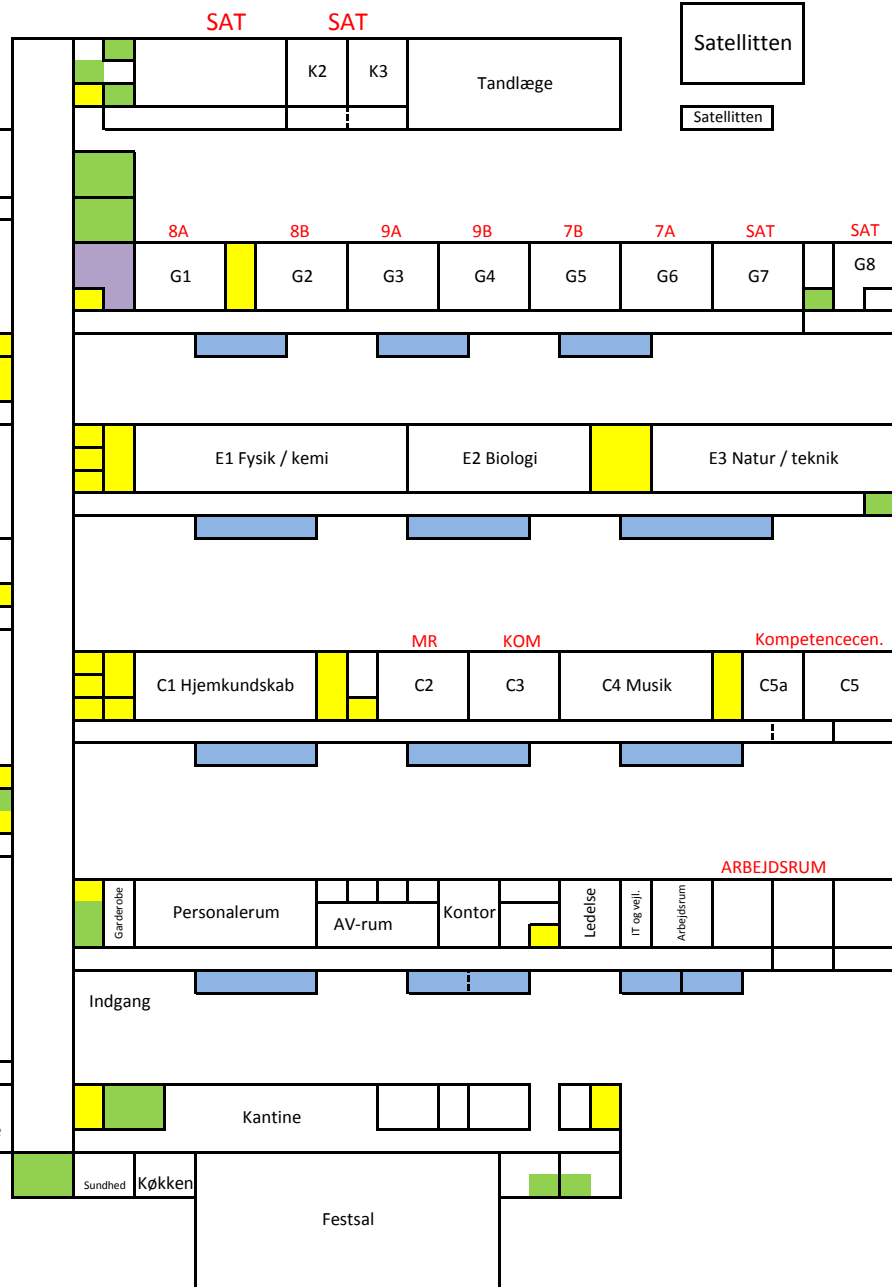 SAT SAT
Satellitten
K2 K3 Tandlæge
Satellitten
8A 8B 9A 9B 7B 7A SAT SAT
G1 G2 G3 G4 G5 G6 G7 G8
E1 Fysik / kemi E2 Biologi E3 Natur / teknik
MR KOM Kompetencecen.
C1 Hjemkundskab C2 C3 C4 Musik C5a C5
ARBEJDSRUM
Garderobe Personalerum AV-rum Kontor Ledelse IT og vejl. Arbejdsrum
Indgang
Kantine
Sundhed Køkken
Festsal